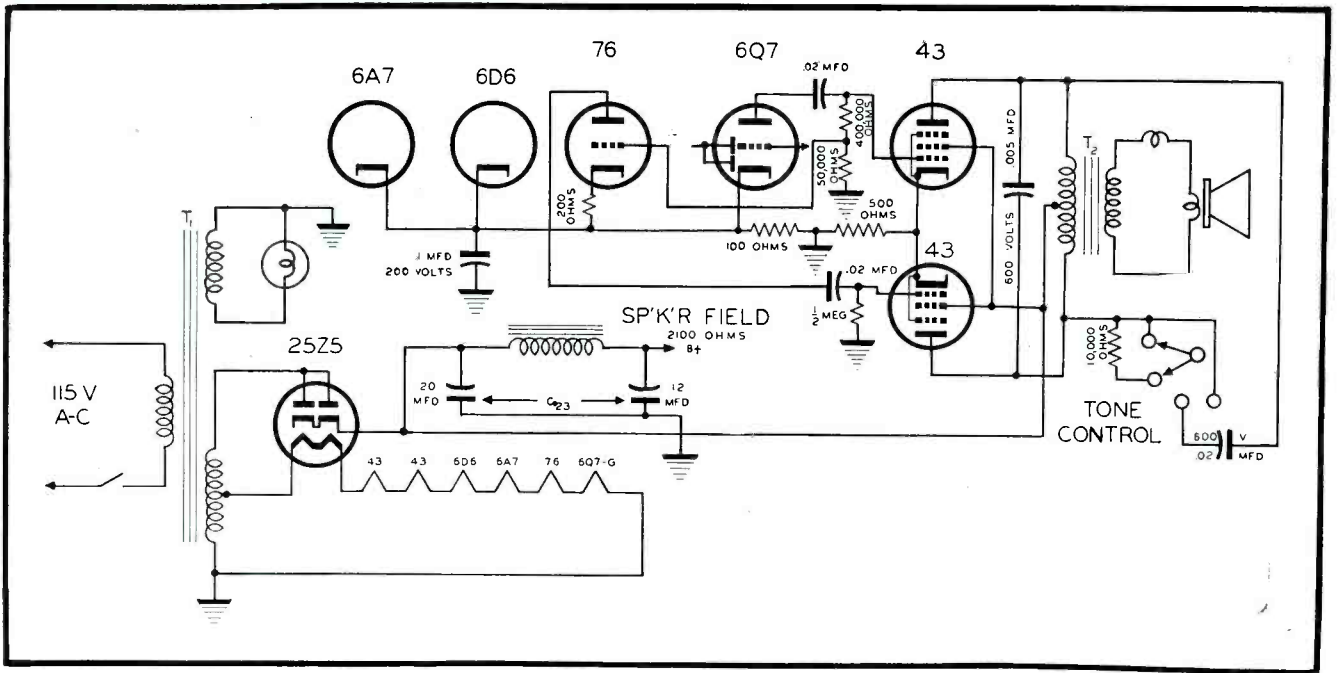 6A7
6D6
76
6Q7
43
.02 MFD
400,000
OHMS
50,000
OHMS
200
OHMS
500
OHMS
100 OHMS
.005 MFD
600 VOLTS
T2
T1
.1 MFD
200 VOLTS
43
.02 MFD
1/2 MEG
SP'K'R FIELD
2100 OHMS
B+
25Z5
115 V
A-C
20
MFD
C23
12
MFD
10,000
OHMS
TONE
CONTROL
600 V
.02 MFD
43 43 6D6 6A7 76 6Q7-G